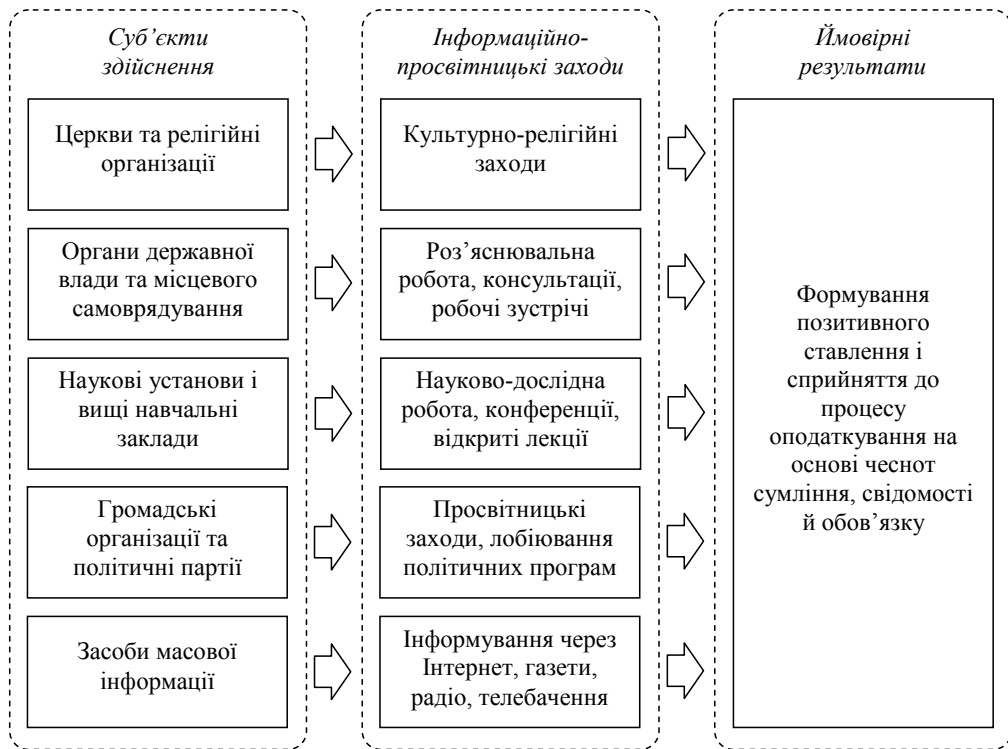 Суб’єкти
здійснення
Інформаційно-
просвітницькі заходи
Ймовірні
результати
Церкви та релігійні
організації
Культурно-релігійні
заходи
Органи державної
влади та місцевого
самоврядування
Роз’яснювальна
робота, консультації,
робочі зустрічі
Наукові установи і
вищі навчальні
заклади
Науково-дослідна
робота, конференції,
відкриті лекції
Громадські
організації та
політичні партії
Просвітницькі
заходи, лобіювання
політичних програм
Засоби масової
інформації
Інформування через
Інтернет, газети,
радіо, телебачення
Формування
позитивного
ставлення і
сприйняття до
процесу
оподаткування на
основі чеснот
сумління, свідомості
й обов’язку